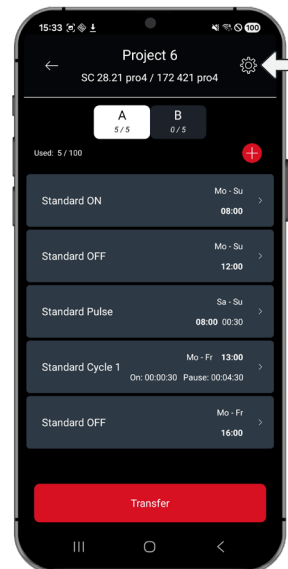 15:33 100
Project 6
SC 28.21 pro4 / 172 421 pro4
A B
5 / 5 0 / 5
Used: 5 / 100
Mo - Su
Standard ON
08:00
Mo - Su
Standard OFF
12:00
Sa - Su
Standard Pulse
08:00 00:30
Mo - Fr 13:00
Standard Cycle 1
On: 00:00:30 Pause: 00:04:30
Mo - Fr
Standard OFF
16:00
Transfer